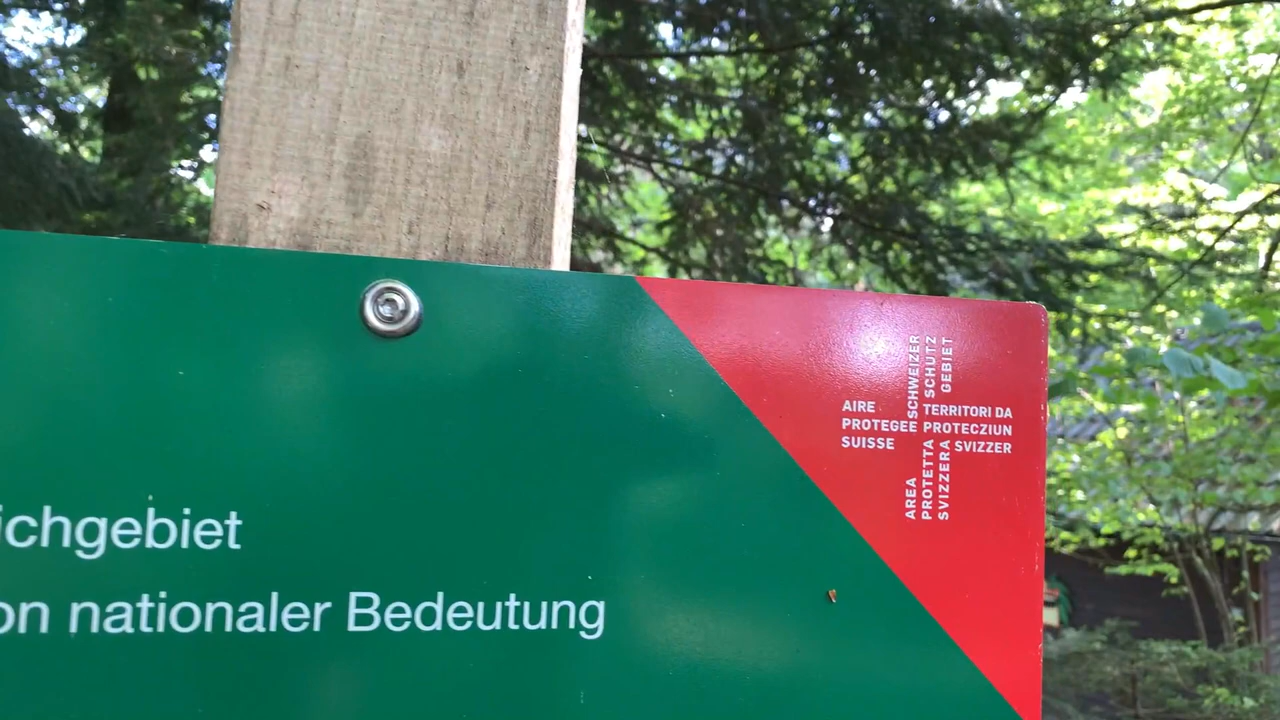 ichgebiet
on nationaler Bedeutung
SCHWEIZER
SCHUTZ
GEBIET
AIRE
PROTEGEE
SUISSE
TERRITORI DA
PROTECZIUN
SVIZZER
AREA
PROTETTA
SVIZZERA